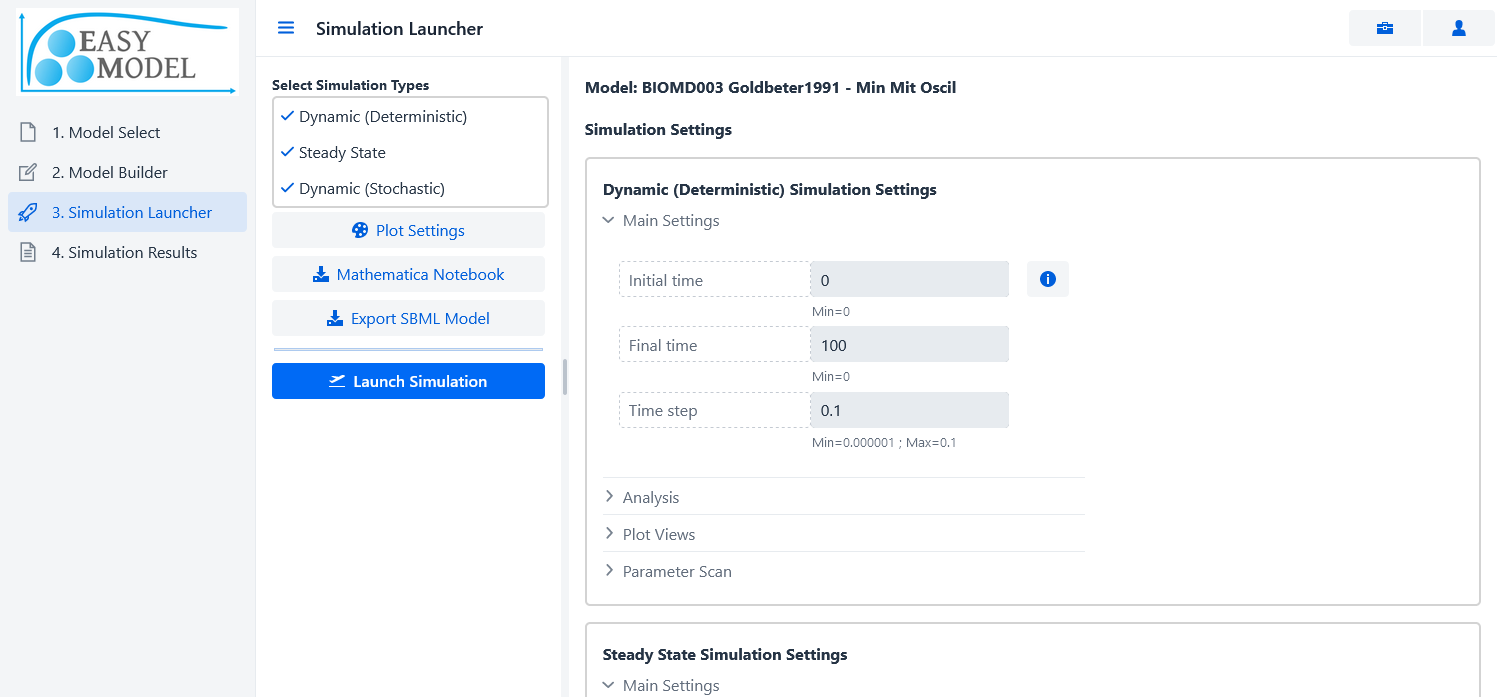 EASY
MODEL
1. Model Select
2. Model Builder
3. Simulation Launcher
4. Simulation Results
Simulation Launcher
Select Simulation Types
Dynamic (Deterministic)
Steady State
Dynamic (Stochastic)
Plot Settings
Mathematica Notebook
Export SBML Model
Launch Simulation
Model: BIOMD003 Goldbeter1991 - Min Mit Oscil
Simulation Settings
Dynamic (Deterministic) Simulation Settings
Main Settings
Initial time 0
Min=0
Final time 100
Min=0
Time step 0.1
Min=0.000001 ; Max=0.1
Analysis
Plot Views
Parameter Scan
Steady State Simulation Settings
Main Settings